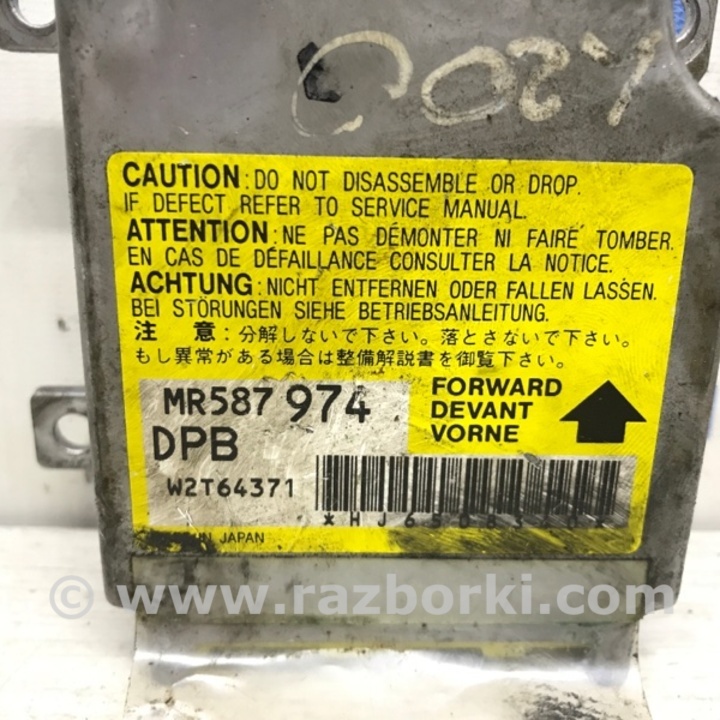 CAUTION : DO NOT DISASSEMBLE OR DROP.
IF DEFECT REFER TO SERVICE MANUAL.
ATTENTION : NE PAS DÉMONTER NI FAIRE TOMBER.
EN CAS DE DÉFAILLANCE CONSULTER LA NOTICE.
ACHTUNG : NICHT ENTFERNEN ODER FALLEN LASSEN.
BEI STÖRUNGEN SIEHE BETRIEBSANLEITUNG.
注 意 : 分解しないで下さい。落とさないで下さい。
もし異常がある場合は整備解説書を御覧下さい。
MR587 974
DPB
W2T64371
FORWARD
DEVANT
VORNE
IN JAPAN
© www.razborki.com